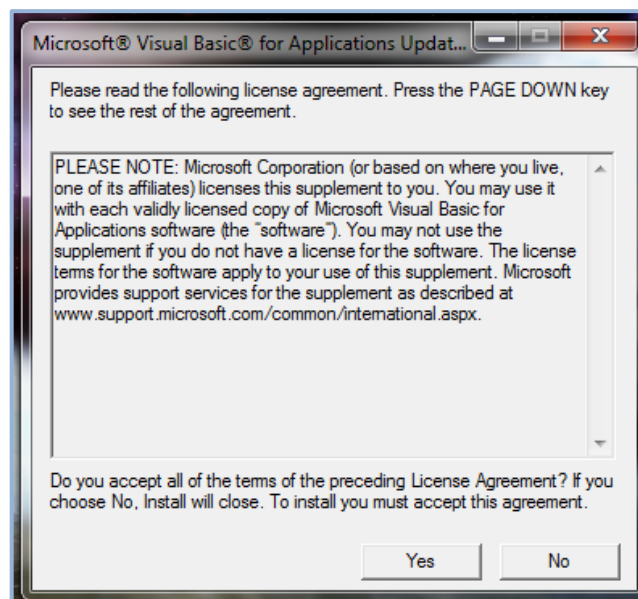 Microsoft® Visual Basic® for Applications Updat...
Please read the following license agreement. Press the PAGE DOWN key
to see the rest of the agreement.
PLEASE NOTE: Microsoft Corporation (or based on where you live,
one of its affiliates) licenses this supplement to you. You may use it
with each validly licensed copy of Microsoft Visual Basic for
Applications software (the "software"). You may not use the
supplement if you do not have a license for the software. The license
terms for the software apply to your use of this supplement. Microsoft
provides support services for the supplement as described at
www.support.microsoft.com/common/international.aspx.
Do you accept all of the terms of the preceding License Agreement? If you
choose No, Install will close. To install you must accept this agreement.
Yes
No